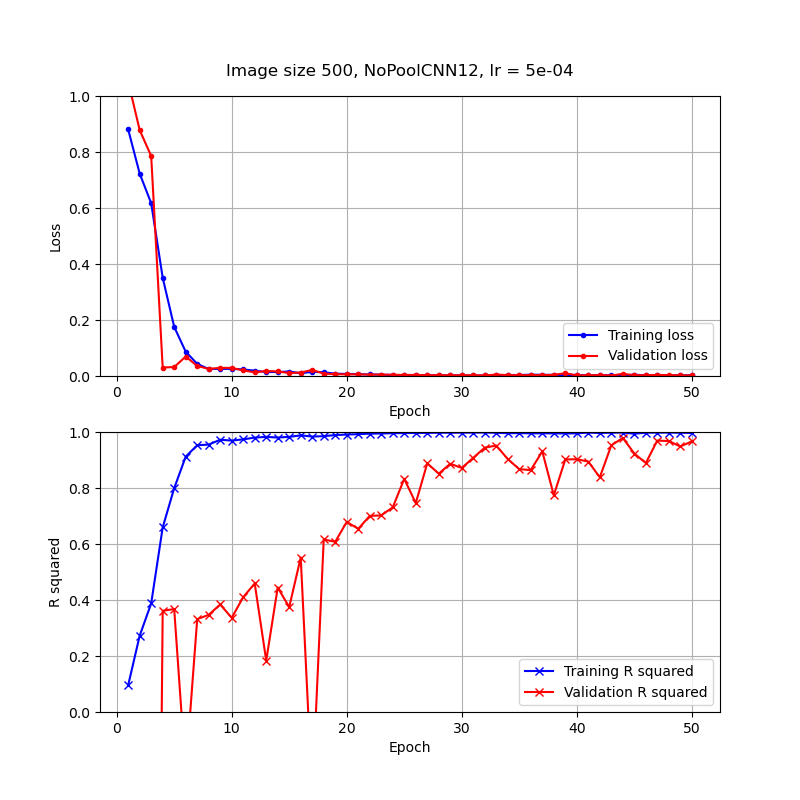 Image size 500, NoPoolCNN12, lr = 5e-04
1.0
0.8
0.6
0.4
0.2
0.0
Loss
0 10 20 30 40 50
Epoch
Training loss
Validation loss
1.0
0.8
0.6
0.4
0.2
0.0
R squared
0 10 20 30 40 50
Epoch
Training R squared
Validation R squared